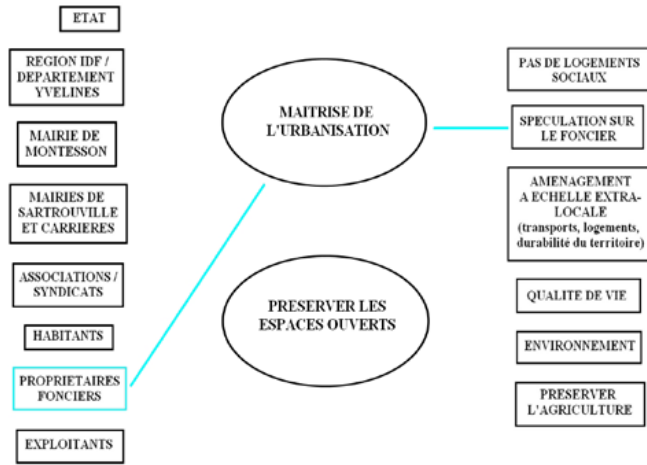 ETAT
REGION IDF /
DEPARTEMENT
YVELINES
MAIRIE DE
MONTESSON
MAIRIES DE
SARTROUVILLE
ET CARRIERES
ASSOCIATIONS /
SYNDICATS
HABITANTS
PROPRIETAIRES
FONCIERS
EXPLOITANTS
MAITRISE DE
L'URBANISATION
PRESERVER LES
ESPACES OUVERTS
PAS DE LOGEMENTS
SOCIAUX
SPECULATION SUR
LE FONCIER
AMENAGEMENT
A ECHELLE EXTRA-
LOCALE
(transports, logements,
durabilité du territoire)
QUALITE DE VIE
ENVIRONNEMENT
PRESERVER
L'AGRICULTURE